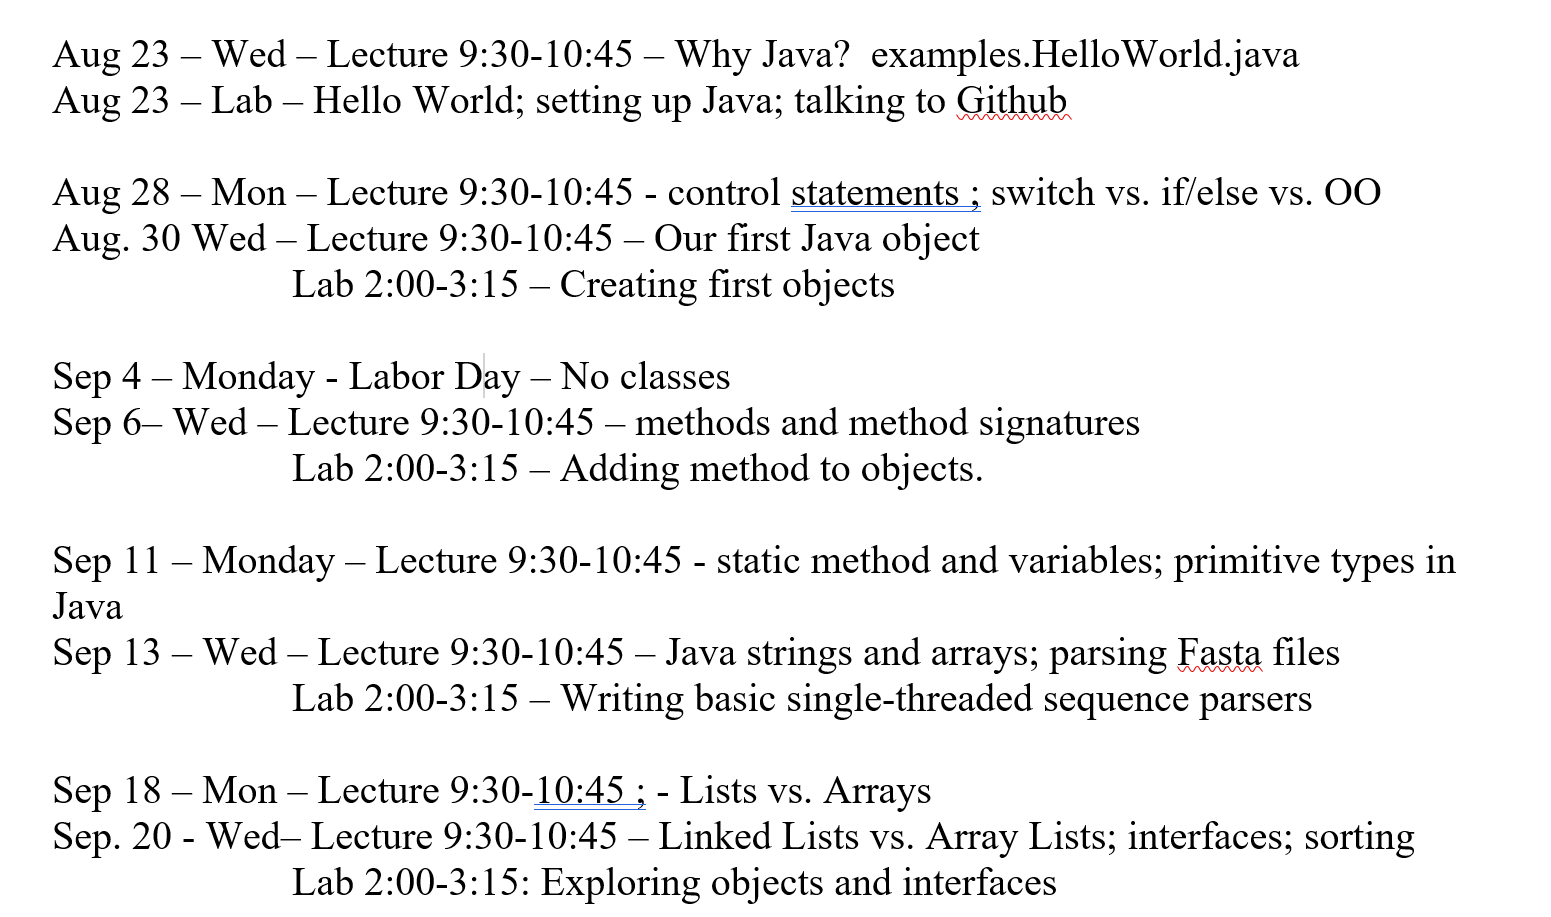 Aug 23 – Wed – Lecture 9:30-10:45 – Why Java?  examples.HelloWorld.java
Aug 23 – Lab – Hello World; setting up Java; talking to Github
Aug 28 – Mon – Lecture 9:30-10:45 - control statements ; switch vs. if/else vs. OO
Aug. 30 Wed – Lecture 9:30-10:45 – Our first Java object
Lab 2:00-3:15 – Creating first objects
Sep 4 – Monday - Labor Day – No classes
Sep 6– Wed – Lecture 9:30-10:45 – methods and method signatures
Lab 2:00-3:15 – Adding method to objects.
Sep 11 – Monday – Lecture 9:30-10:45 - static method and variables; primitive types in
Java
Sep 13 – Wed – Lecture 9:30-10:45 – Java strings and arrays; parsing Fasta files
Lab 2:00-3:15 – Writing basic single-threaded sequence parsers
Sep 18 – Mon – Lecture 9:30-10:45 ; - Lists vs. Arrays
Sep. 20 - Wed– Lecture 9:30-10:45 – Linked Lists vs. Array Lists; interfaces; sorting
Lab 2:00-3:15: Exploring objects and interfaces